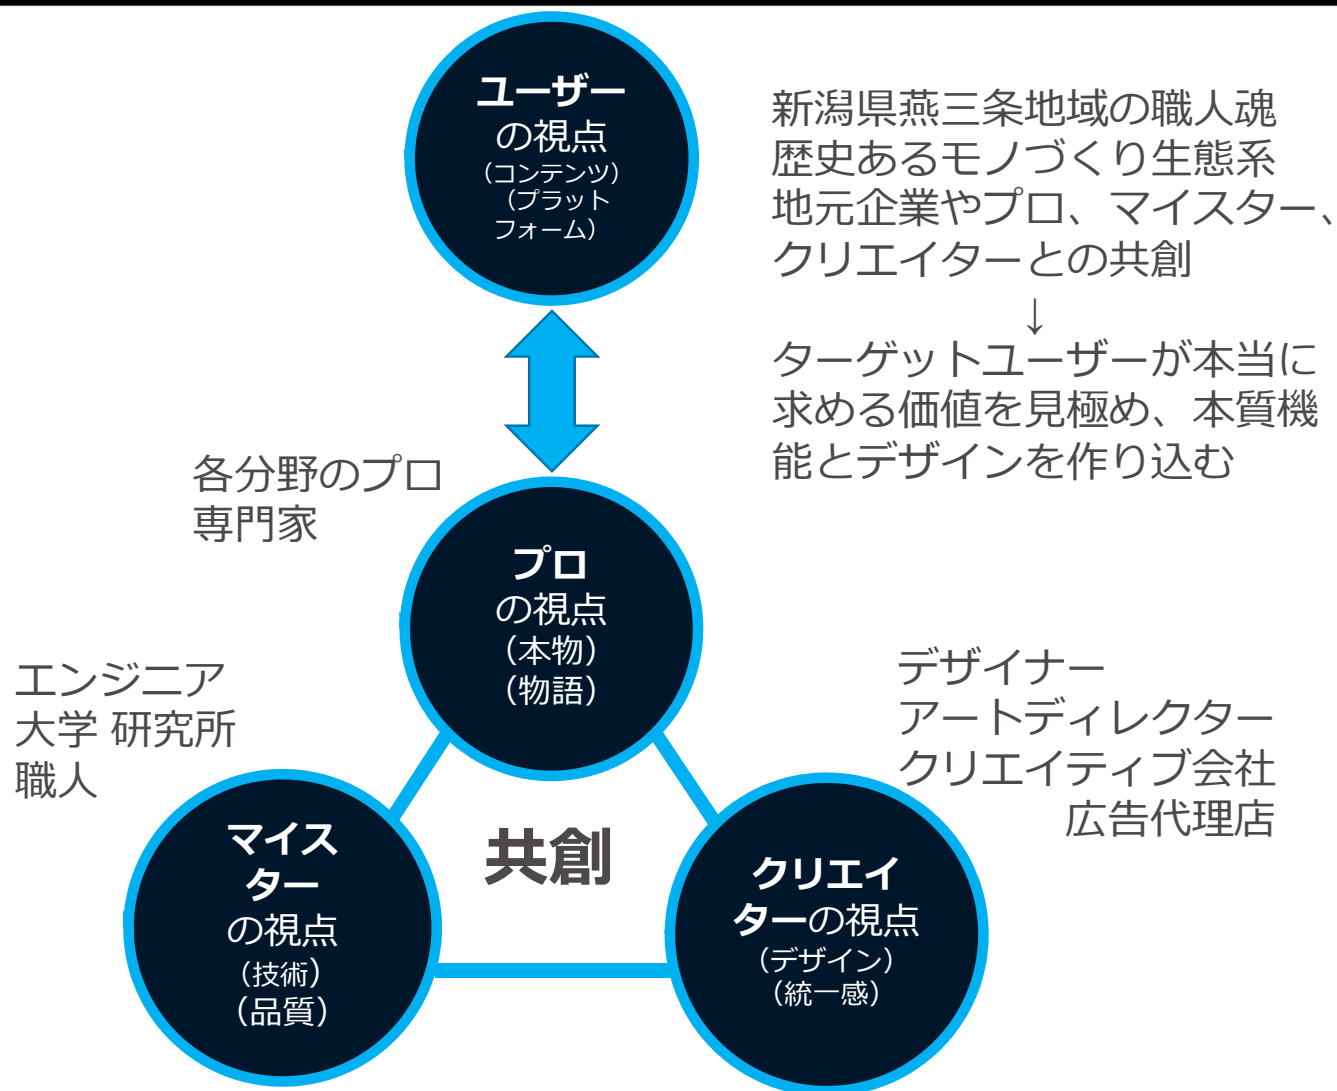 ユーザー
の視点
（コンテンツ）
（プラット
フォーム）
新潟県燕三条地域の職人魂
歴史あるモノづくり生態系
地元企業やプロ、マイスター、
クリエイターとの共創
↓
ターゲットユーザーが本当に
求める価値を見極め、本質機
能とデザインを作り込む
各分野のプロ
専門家
プロ
の視点
（本物）
（物語）
エンジニア
大学 研究所
職人
デザイナー
アートディレクター
クリエイティブ会社
広告代理店
マイス
ター
の視点
（技術）
（品質）
共創
クリエイ
ターの視点
（デザイン）
（統一感）